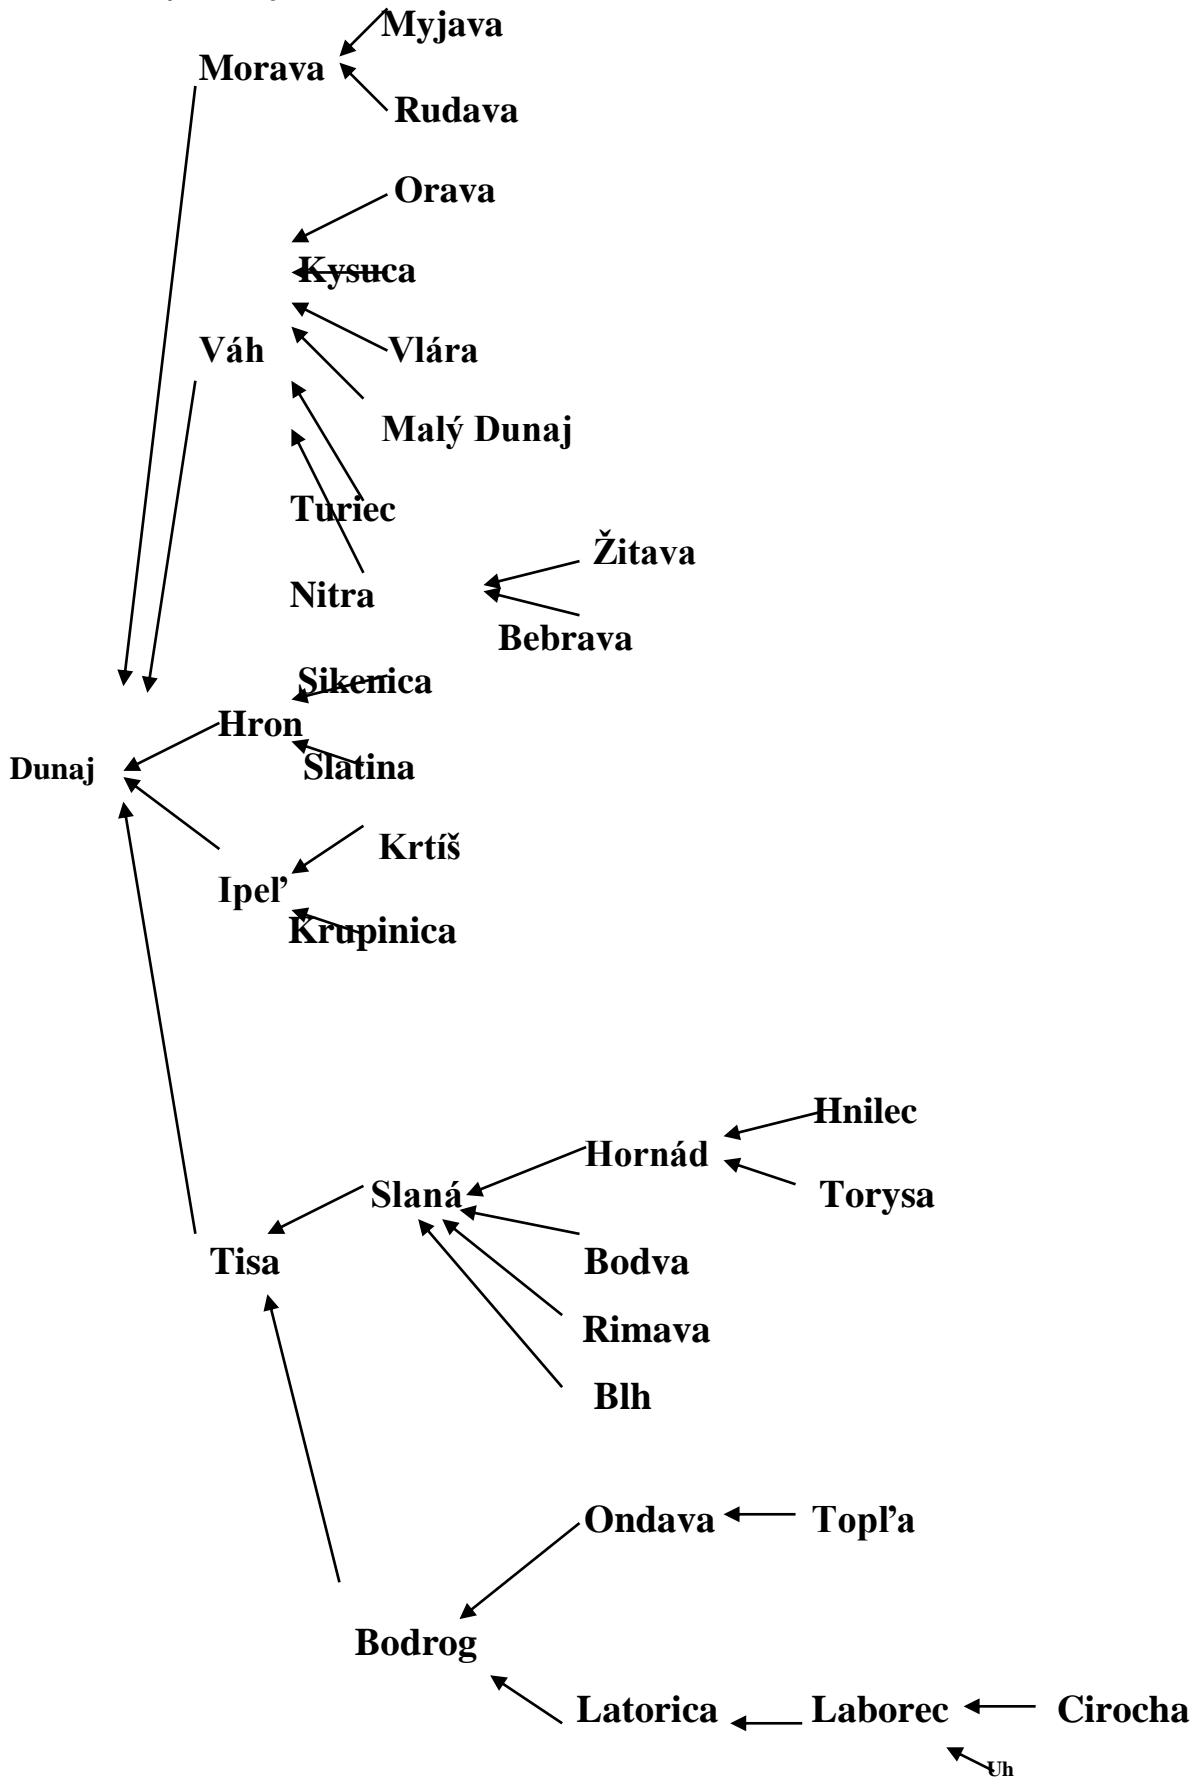 Myjava
Morava
Rudava
Orava
Kysuca
Váh
Vlára
Malý Dunaj
Turiec
Žitava
Nitra
Bebrava
Sikenica
Hron
Dunaj
Slatina
Krtíš
Ipeľ
Krupinica
Hnilec
Hornád
Slaná
Torysa
Tisa
Bodva
Rimava
Blh
Ondava
Topľa
Bodrog
Latorica
Laborec
Cirocha
Uh